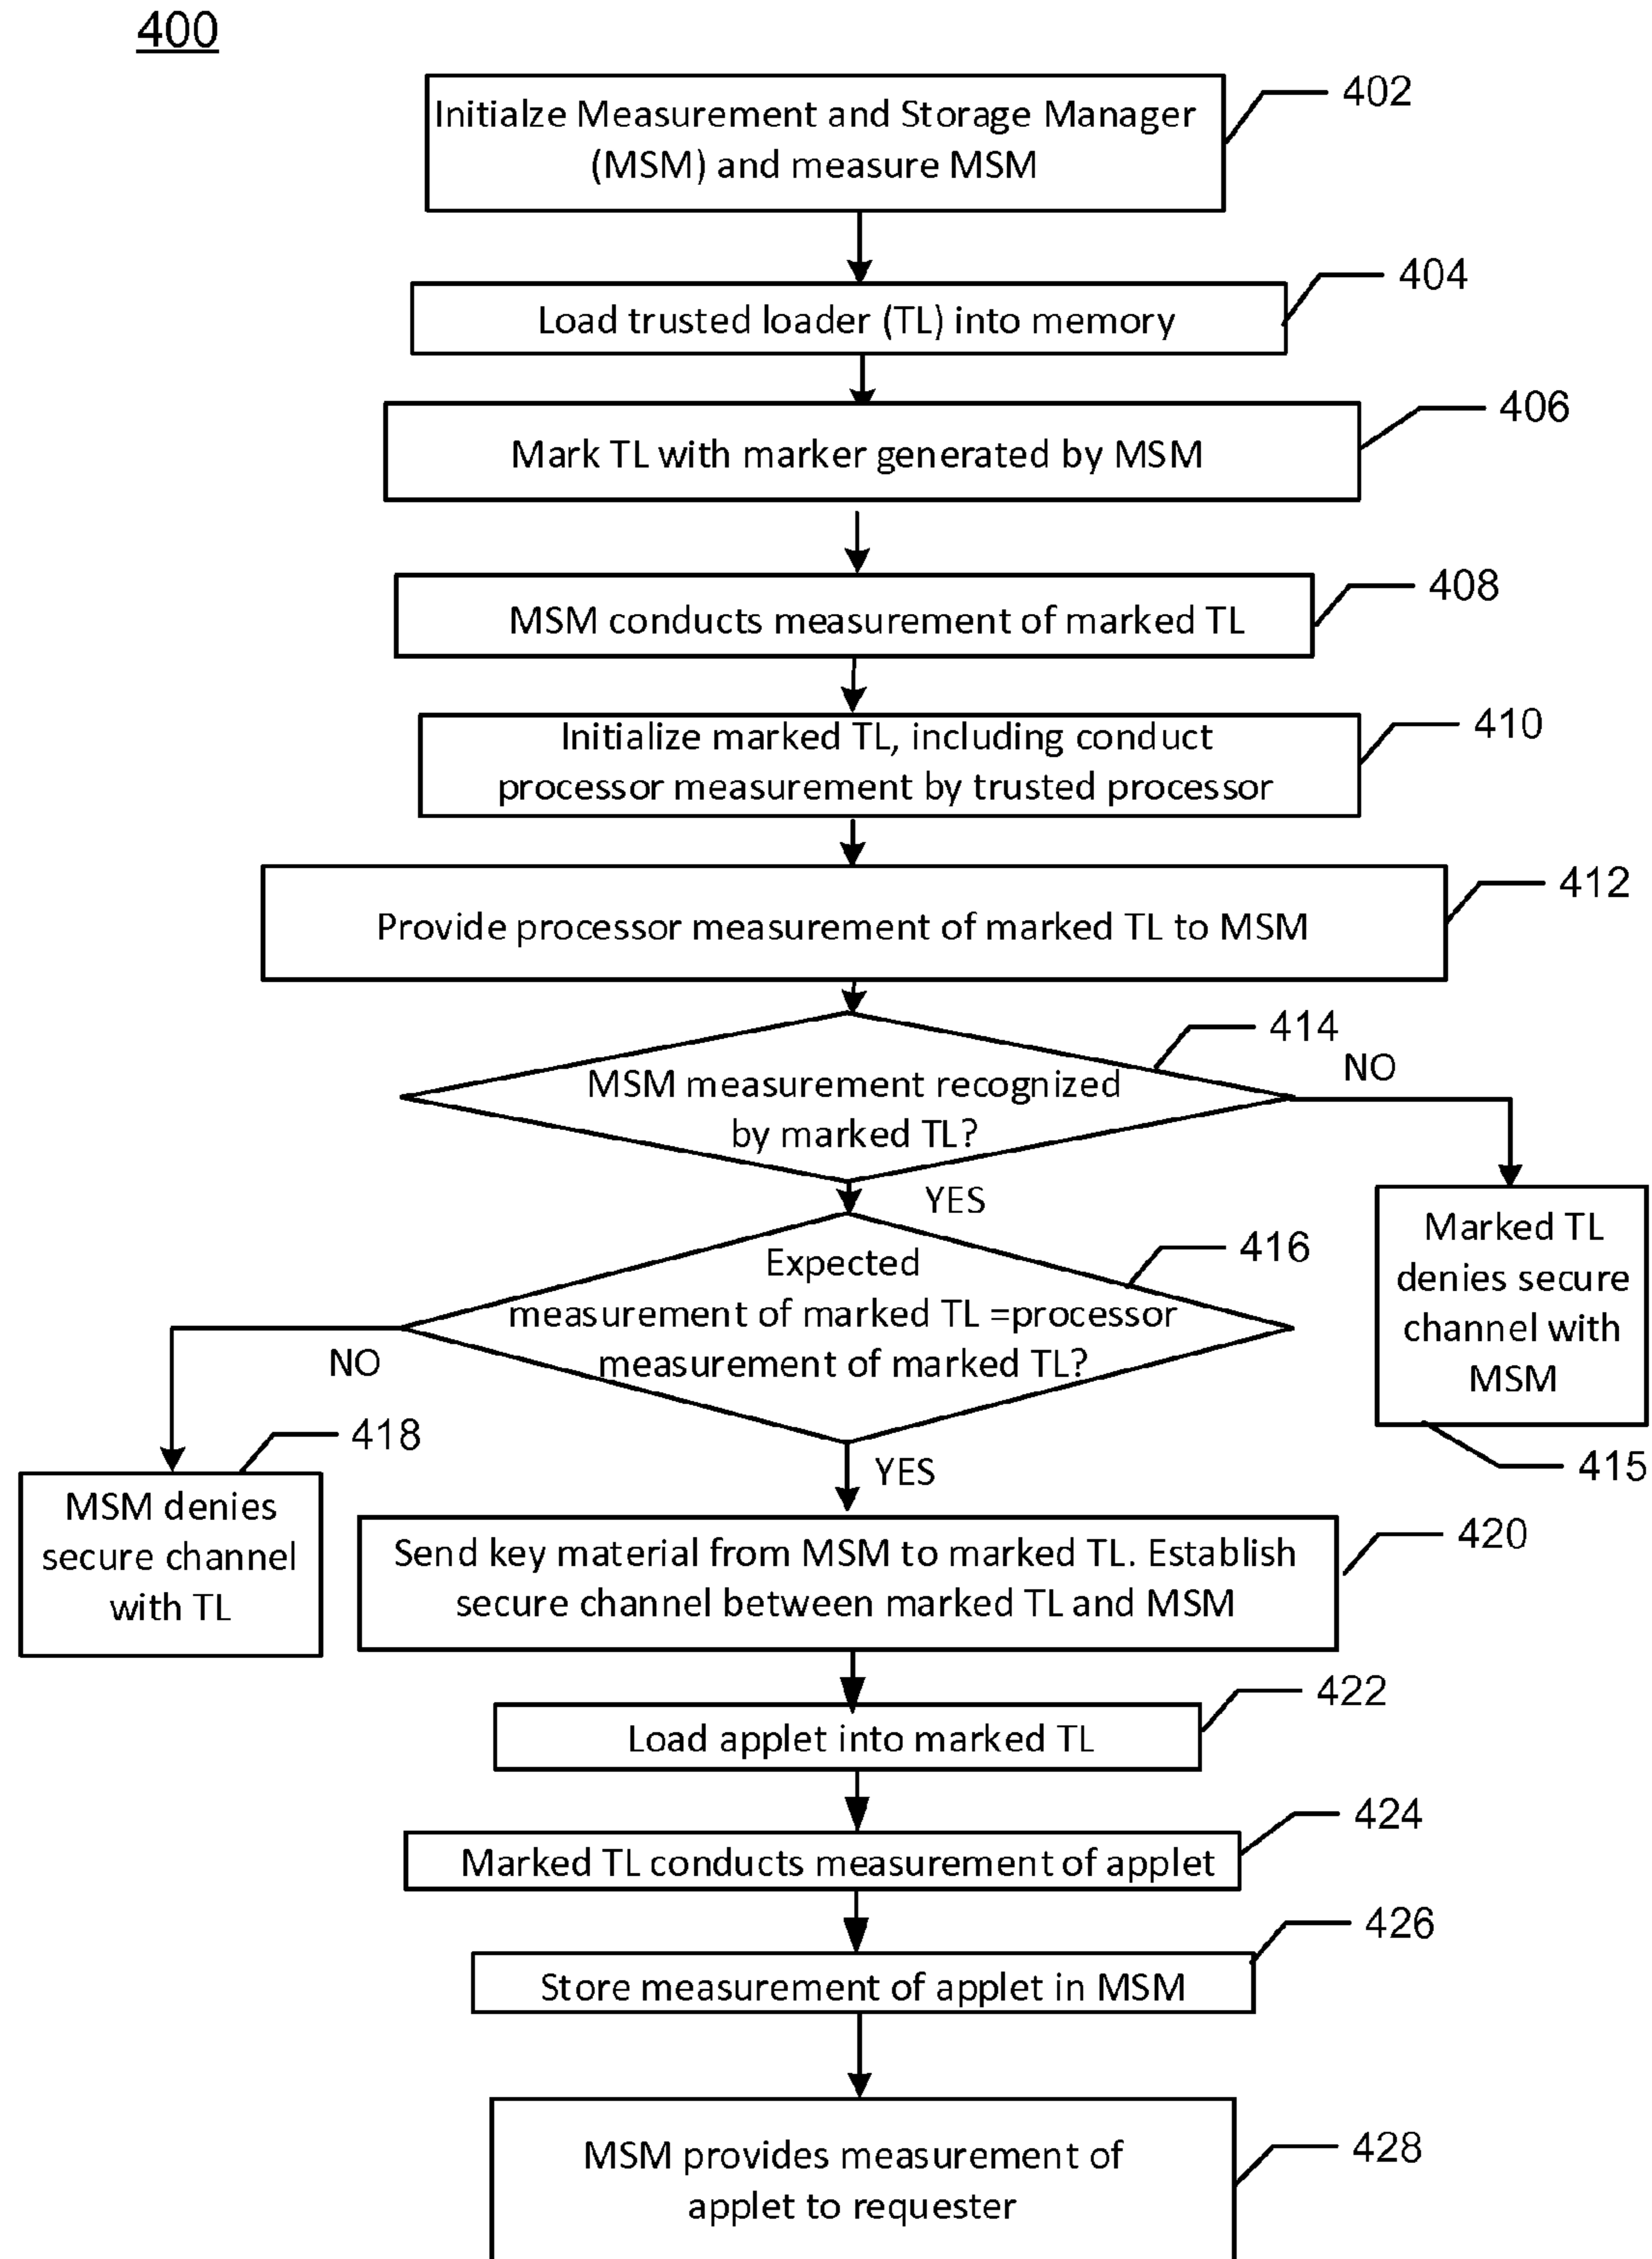 400
Initialze Measurement and Storage Manager
(MSM) and measure MSM
402
Load trusted loader (TL) into memory
404
Mark TL with marker generated by MSM
406
MSM conducts measurement of marked TL
408
Initialize marked TL, including conduct
processor measurement by trusted processor
410
Provide processor measurement of marked TL to MSM
412
MSM measurement recognized
by marked TL?
414
NO
YES
Marked TL
denies secure
channel with
MSM
415
Expected
measurement of marked TL =processor
measurement of marked TL?
416
NO
YES
MSM denies
secure channel
with TL
418
Send key material from MSM to marked TL. Establish
secure channel between marked TL and MSM
420
Load applet into marked TL
422
Marked TL conducts measurement of applet
424
Store measurement of applet in MSM
426
MSM provides measurement of
applet to requester
428